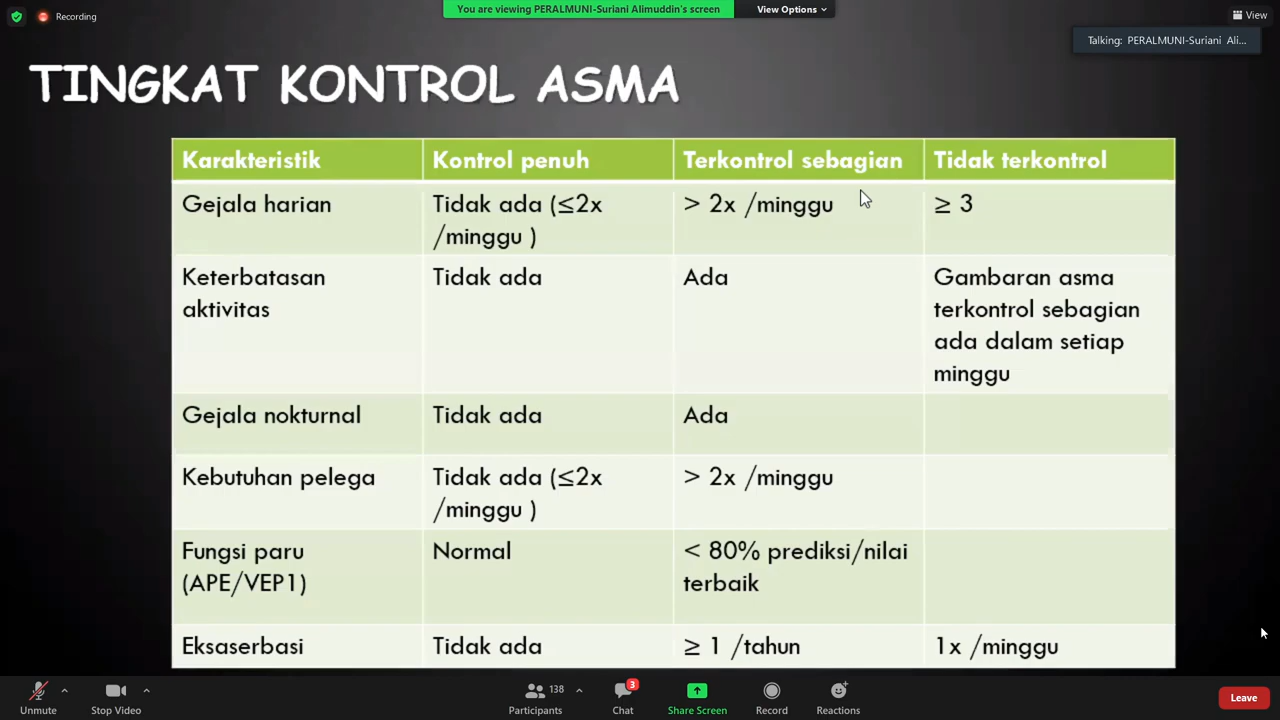 Recording
You are viewing PERALMUNI-Suriani Alimuddin's screen
View Options
View
Talking: PERALMUNI-Suriani Ali...
TINGKAT KONTROL ASMA
Karakteristik Kontrol penuh Terkontrol sebagian Tidak terkontrol
Gejala harian Tidak ada (≤2x > 2x /minggu ≥ 3
/minggu )
Keterbatasan Tidak ada Ada Gambaran asma
aktivitas terkontrol sebagian
ada dalam setiap
minggu
Gejala nokturnal Tidak ada Ada
Kebutuhan pelega Tidak ada (≤2x > 2x /minggu
/minggu )
Fungsi paru Normal < 80% prediksi/nilai
(APE/VEP1) terbaik
Eksaserbasi Tidak ada ≥ 1 /tahun 1x /minggu
138
3
Unmute Stop Video Participants Chat Share Screen Record Reactions Leave